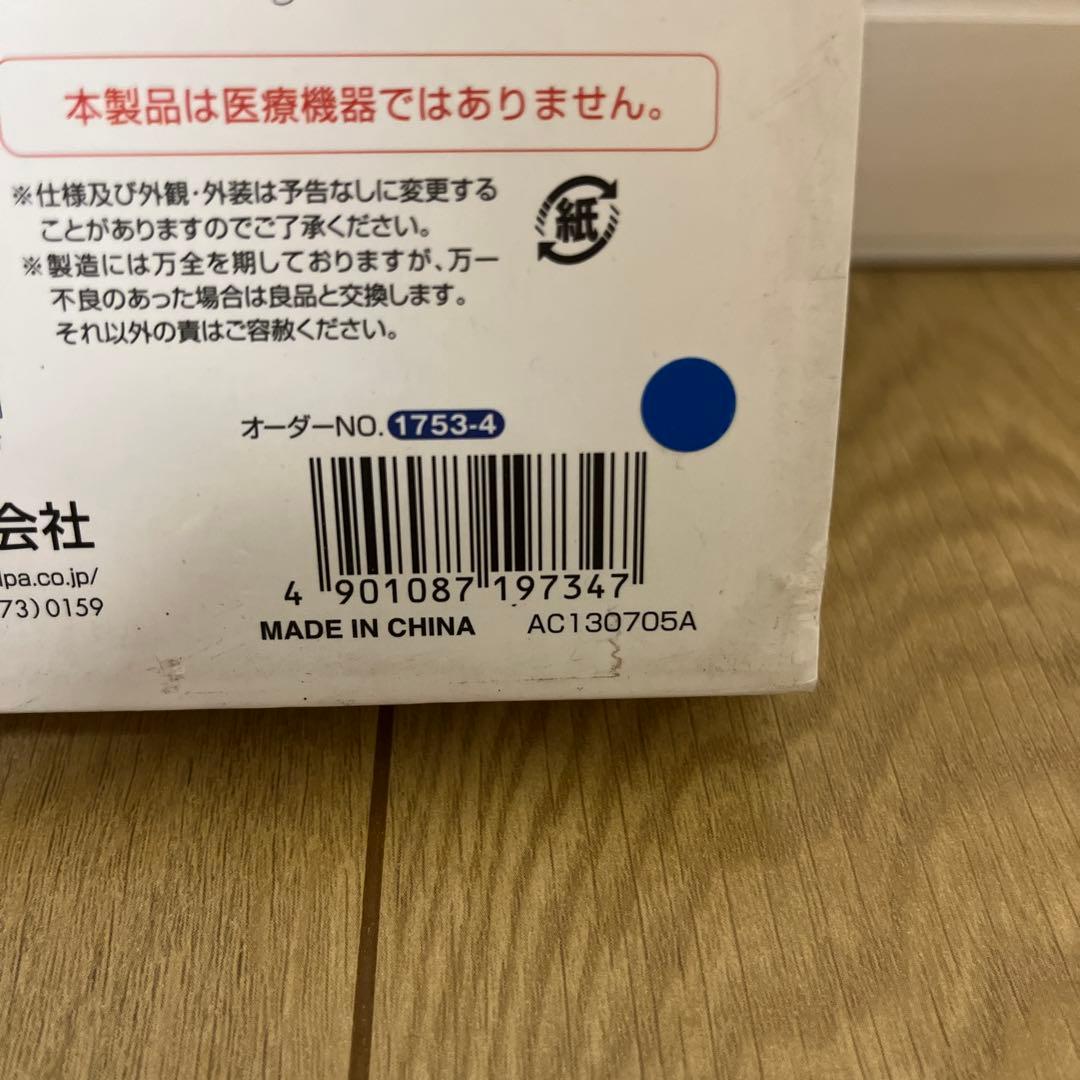 本製品は医療機器ではありません。
※仕様及び外観・外装は予告なしに変更する
ことがありますのでご了承ください。
※製造には万全を期しておりますが、万一
不良のあった場合は良品と交換します。
それ以外の責はご容赦ください。
紙
オーダーNO. 1753-4
会社
lpa.co.jp/
73)0159
4 901087 197347
MADE IN CHINA AC130705A